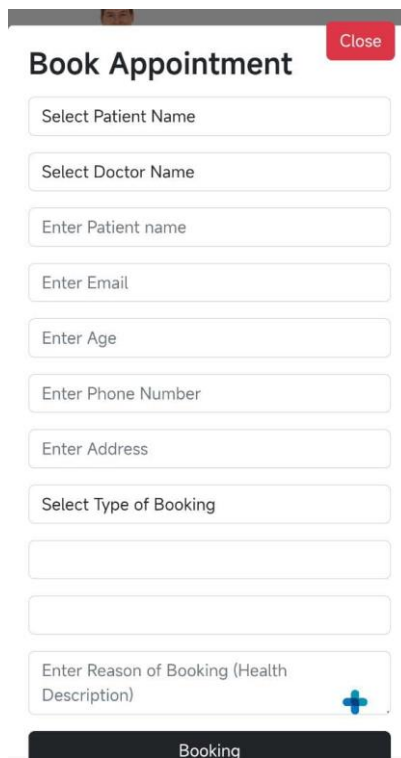 Close
Book Appointment
Select Patient Name
Select Doctor Name
Enter Patient name
Enter Email
Enter Age
Enter Phone Number
Enter Address
Select Type of Booking
Enter Reason of Booking (Health
Description)
Booking